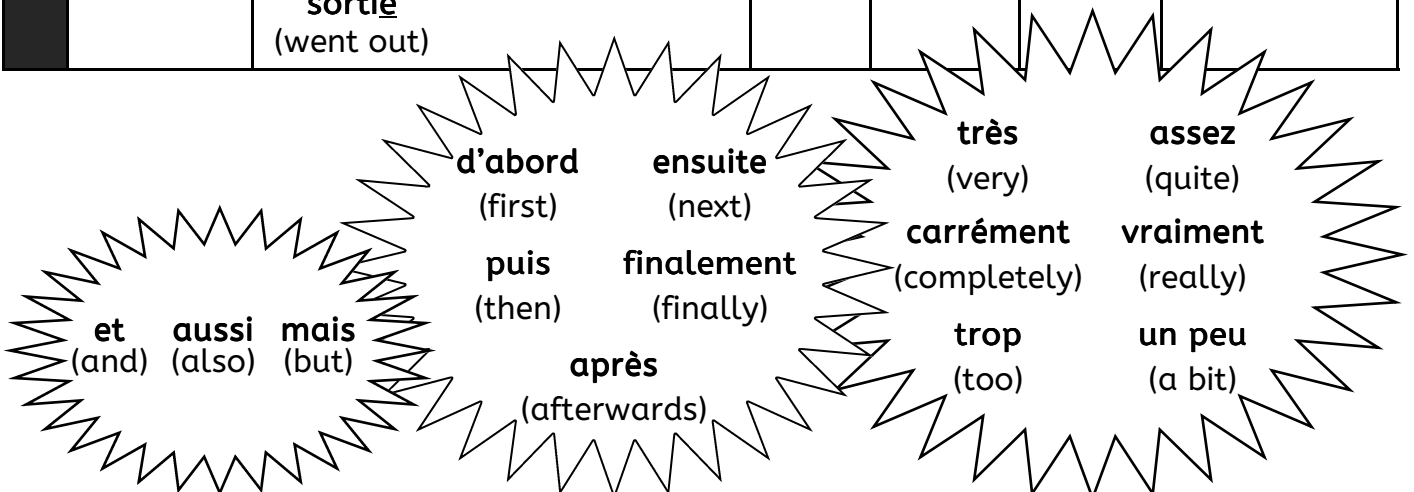 sortie
(went out)
et aussi mais
(and) (also) (but)
d’abord ensuite
(first) (next)
puis finalement
(then) (finally)
après
(afterwards)
très assez
(very) (quite)
carrément vraiment
(completely) (really)
trop un peu
(too) (a bit)